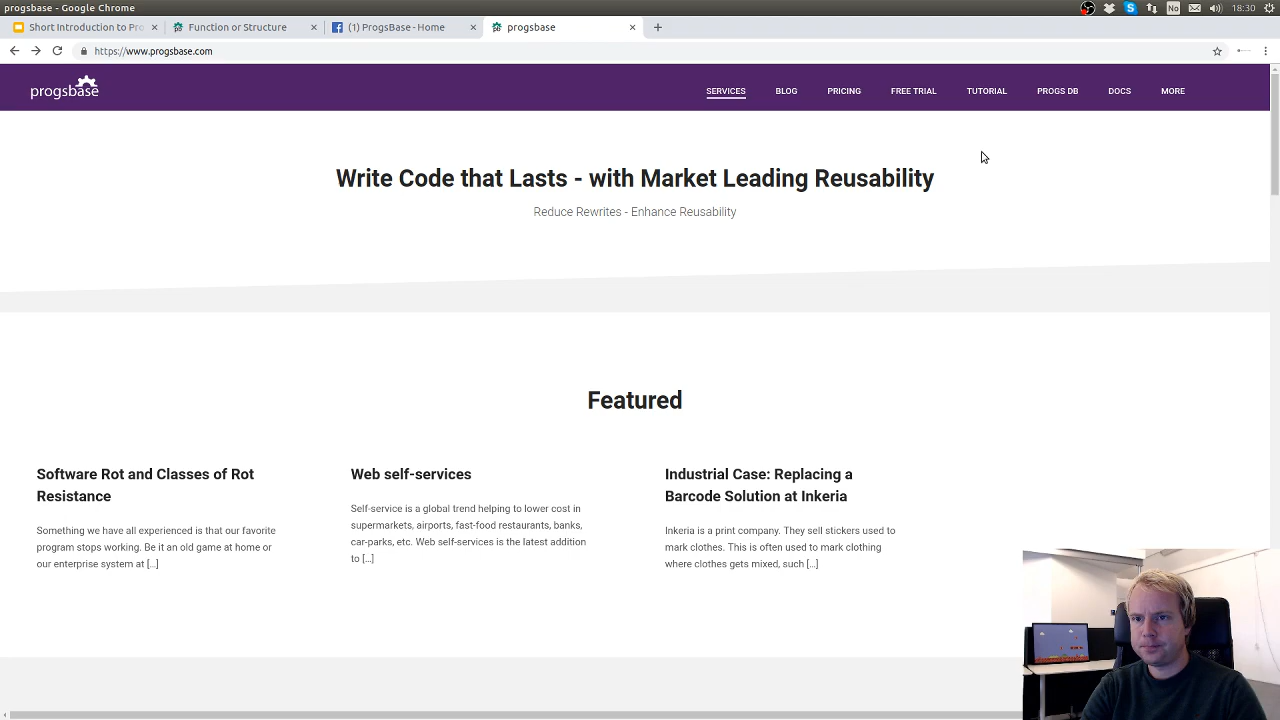 progsbase - Google Chrome
No
18:30
Short Introduction to Pro
Function or Structure
(1) ProgsBase - Home
progsbase
https://www.progsbase.com
progsbase
SERVICES
BLOG
PRICING
FREE TRIAL
TUTORIAL
PROGS DB
DOCS
MORE
Write Code that Lasts - with Market Leading Reusability
Reduce Rewrites - Enhance Reusability
Featured
Software Rot and Classes of Rot
Resistance
Something we have all experienced is that our favorite
program stops working. Be it an old game at home or
our enterprise system at [...]
Web self-services
Self-service is a global trend helping to lower cost in
supermarkets, airports, fast-food restaurants, banks,
car-parks, etc. Web self-services is the latest addition
to [...]
Industrial Case: Replacing a
Barcode Solution at Inkeria
Inkeria is a print company. They sell stickers used to
mark clothes. This is often used to mark clothing
where clothes gets mixed, such [...]